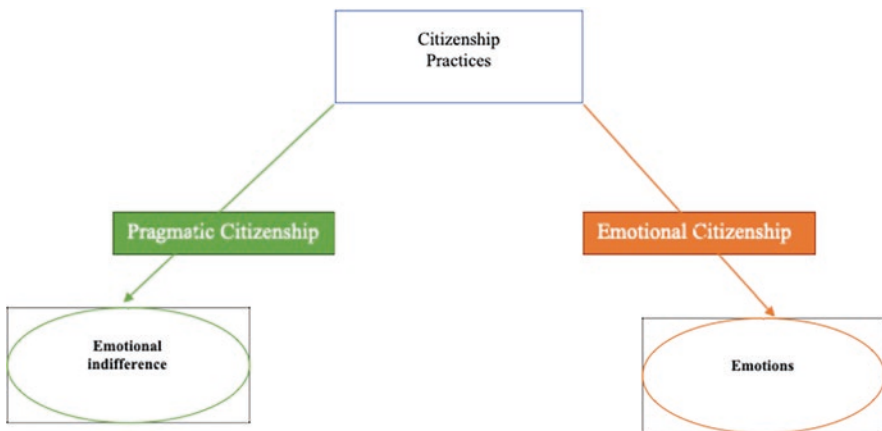 Citizenship
Practices
Pragmatic Citizenship
Emotional Citizenship
Emotional
indifference
Emotions